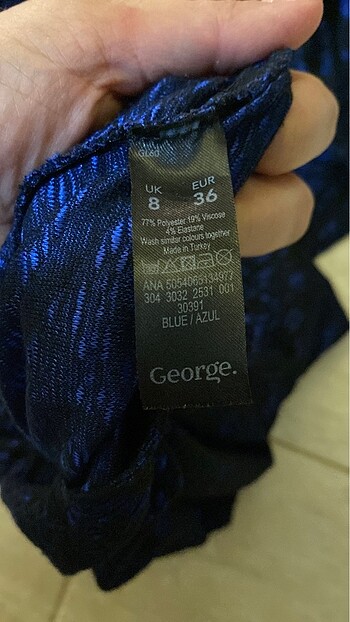 UK EUR
8 36
77% Polyester 19% Viscose
4% Elastane
Wash similar colours together
Made in Turkey
304 3032 2531 001
30391
BLUE / AZUL
George.